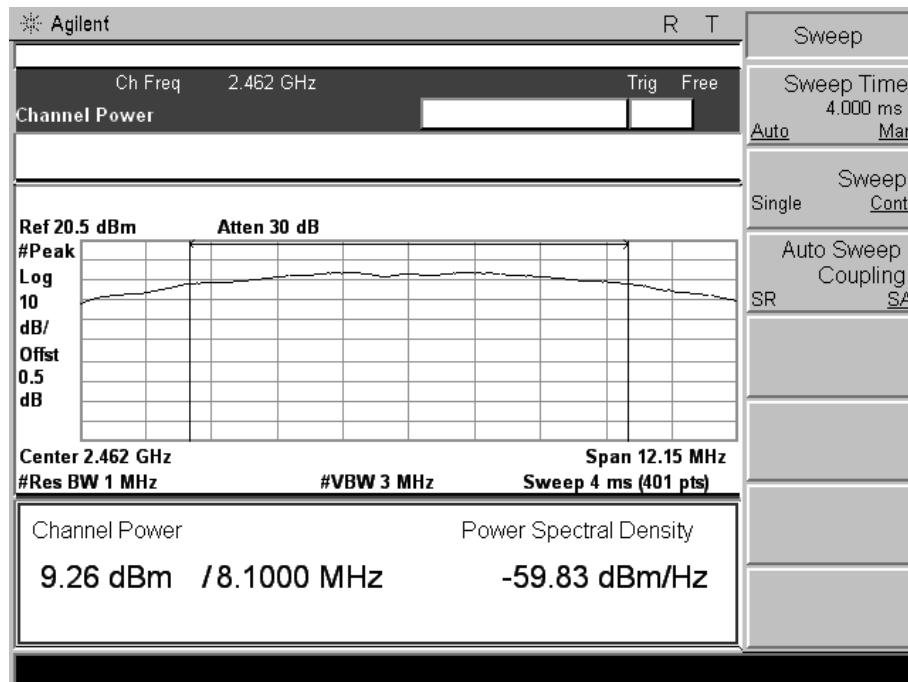 Agilent R T
Ch Freq 2.462 GHz Trig Free
Channel Power
Ref 20.5 dBm Atten 30 dB
#Peak
Log
10
dB/
Offst
0.5
dB
Center 2.462 GHz Span 12.15 MHz
#Res BW 1 MHz #VBW 3 MHz Sweep 4 ms (401 pts)
Channel Power Power Spectral Density
9.26 dBm / 8.1000 MHz -59.83 dBm/Hz
Sweep
Sweep Time
4.000 ms
Auto Man
Sweep
Single Cont
Auto Sweep
Coupling
SR SA